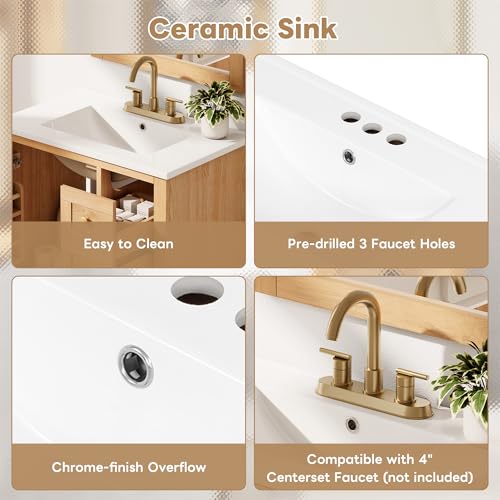 Ceramic Sink
Easy to Clean
Pre-drilled 3 Faucet Holes
Chrome-finish Overflow
Compatible with 4"
Centerset Faucet (not included)